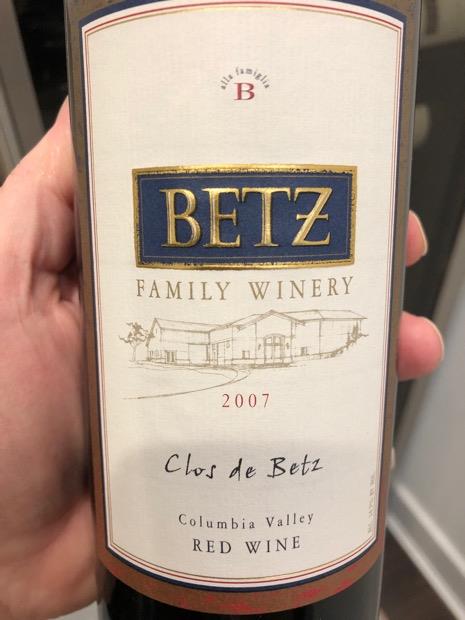 alla famiglia
B
BETZ
FAMILY WINERY
2007
Clos de Betz
Columbia Valley
RED WINE